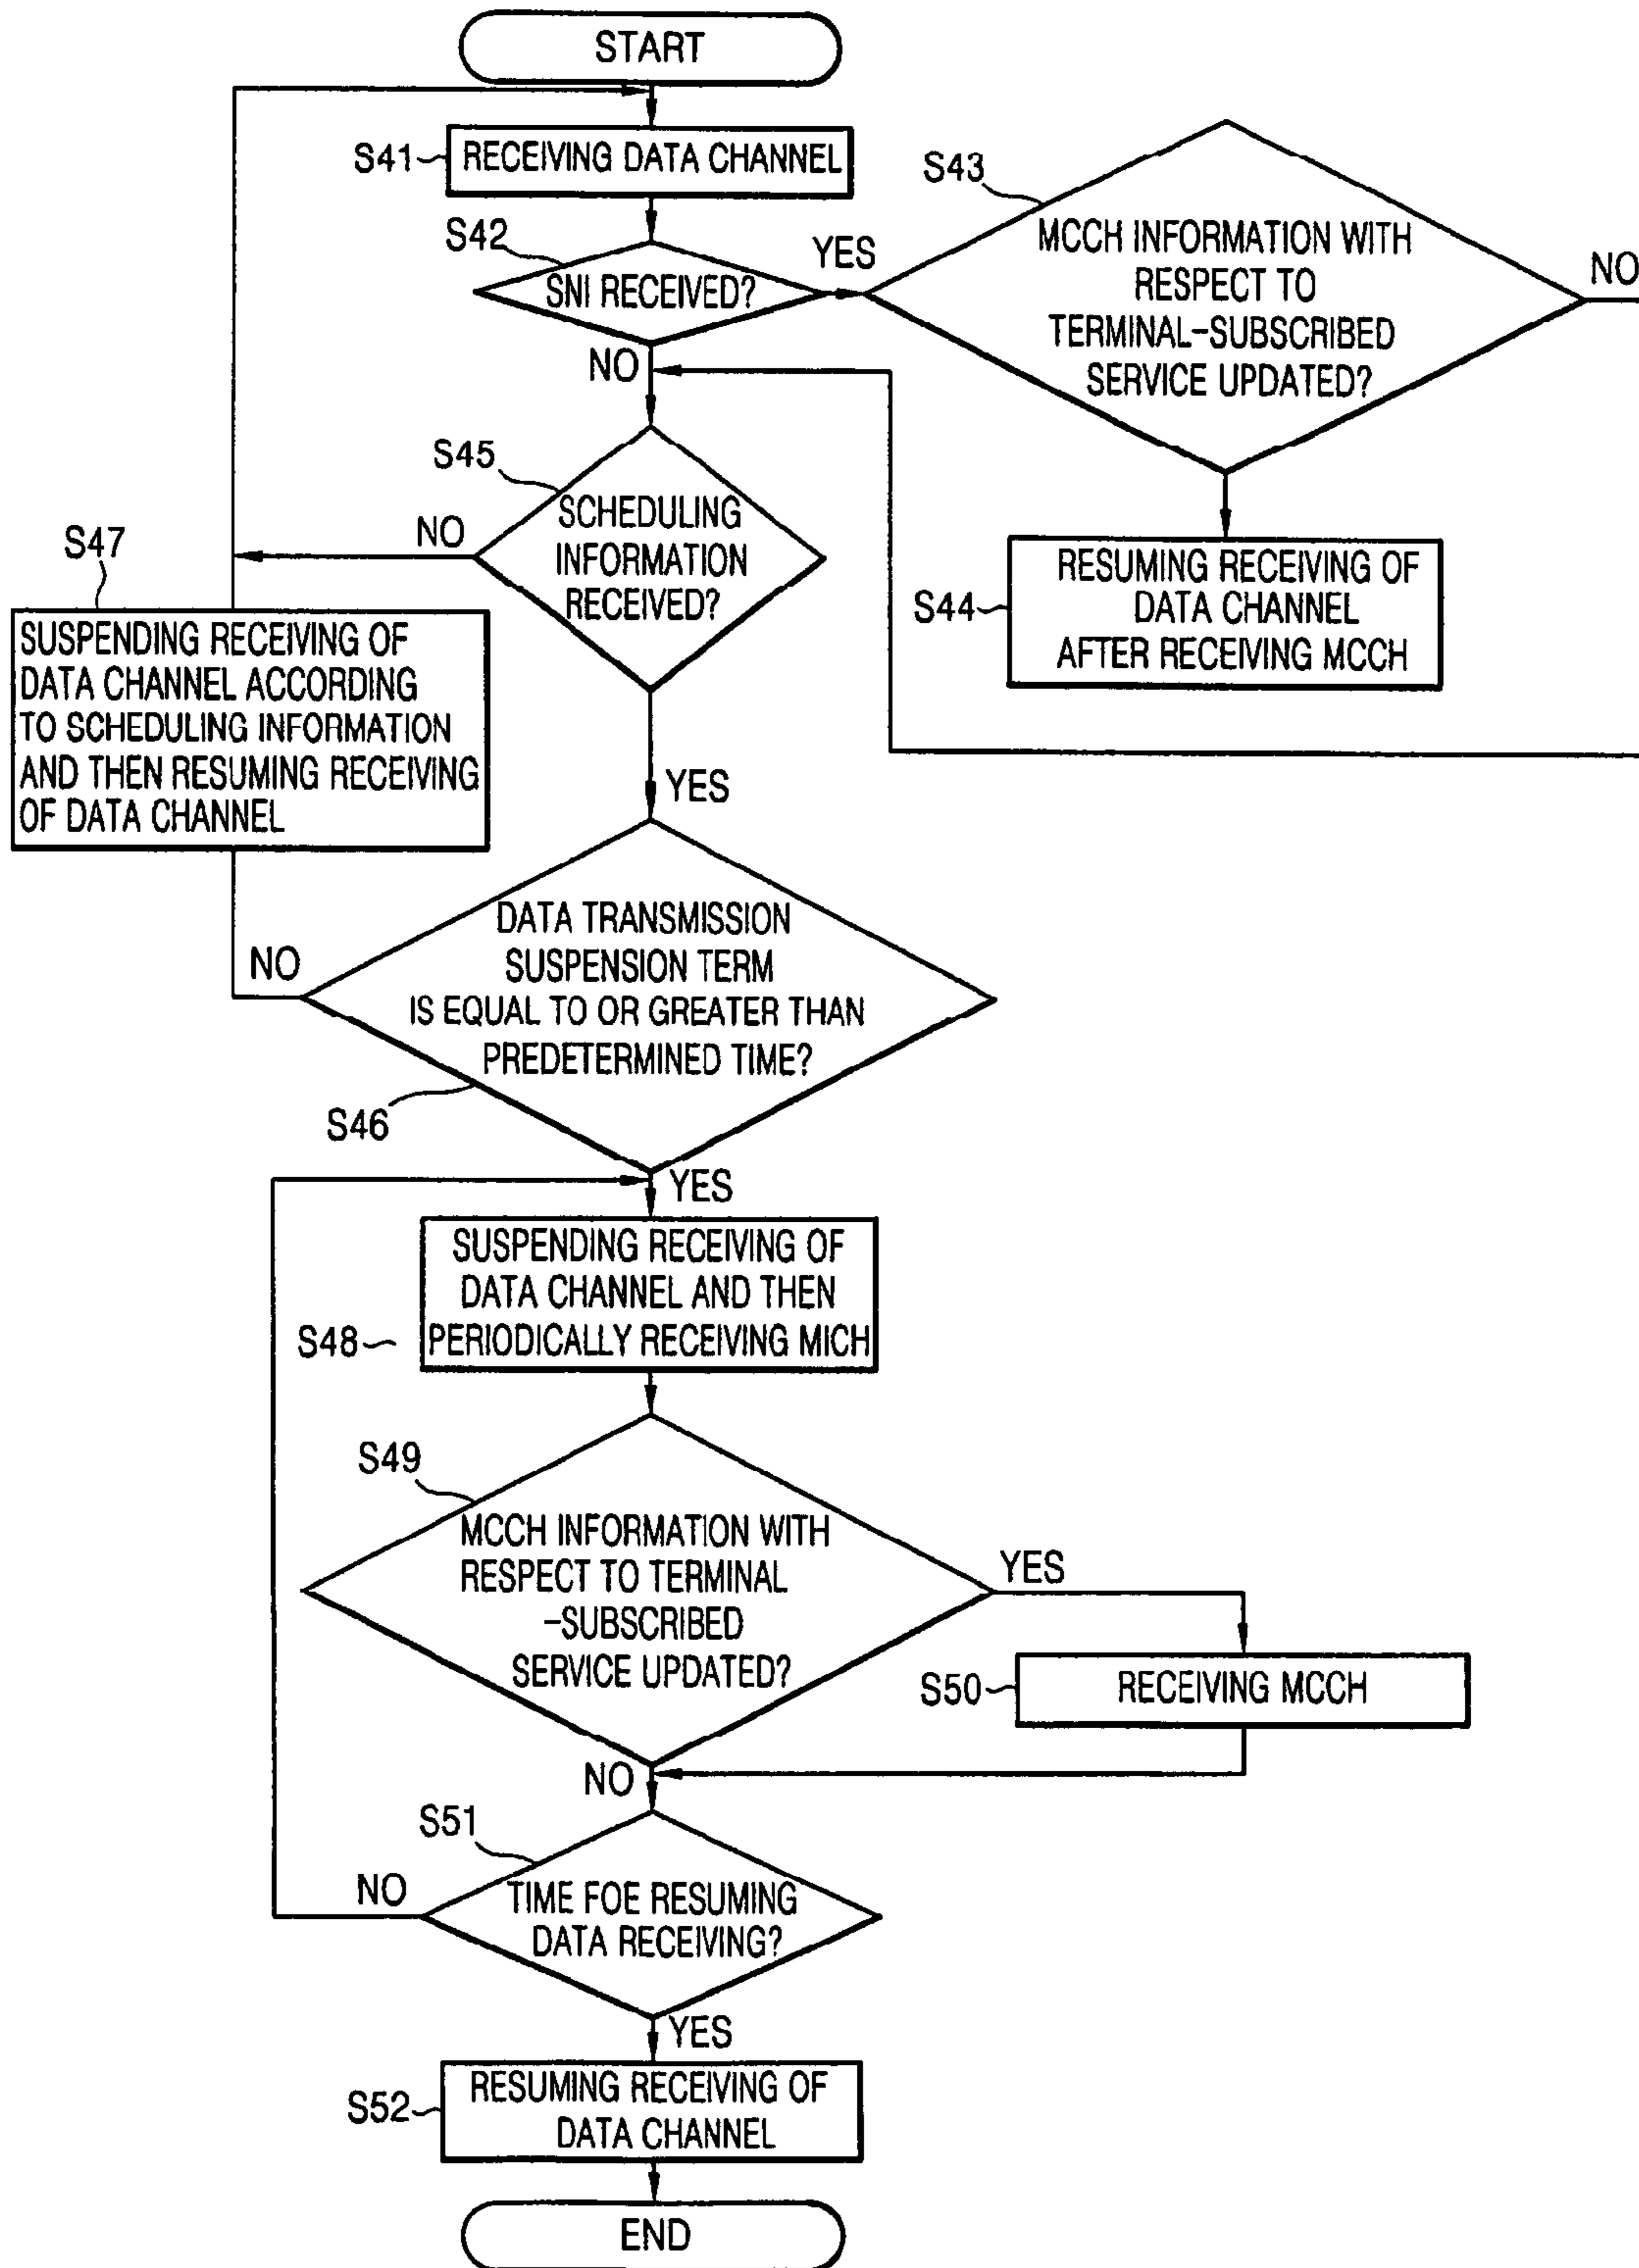 START
S41
RECEIVING DATA CHANNEL
S42
SNI RECEIVED?
YES
NO
S43
MCCH INFORMATION WITH
RESPECT TO
TERMINAL-SUBSCRIBED
SERVICE UPDATED?
NO
S44
RESUMING RECEIVING OF
DATA CHANNEL
AFTER RECEIVING MCCH
S45
SCHEDULING
INFORMATION
RECEIVED?
NO
YES
S47
SUSPENDING RECEIVING OF
DATA CHANNEL ACCORDING
TO SCHEDULING INFORMATION
AND THEN RESUMING RECEIVING
OF DATA CHANNEL
DATA TRANSMISSION
SUSPENSION TERM
IS EQUAL TO OR GREATER THAN
PREDETERMINED TIME?
NO
S46
YES
SUSPENDING RECEIVING OF
DATA CHANNEL AND THEN
PERIODICALLY RECEIVING MICH
S48
S49
MCCH INFORMATION WITH
RESPECT TO TERMINAL
-SUBSCRIBED
SERVICE UPDATED?
YES
S50
RECEIVING MCCH
NO
S51
TIME FOE RESUMING
DATA RECEIVING?
NO
YES
S52
RESUMING RECEIVING OF
DATA CHANNEL
END